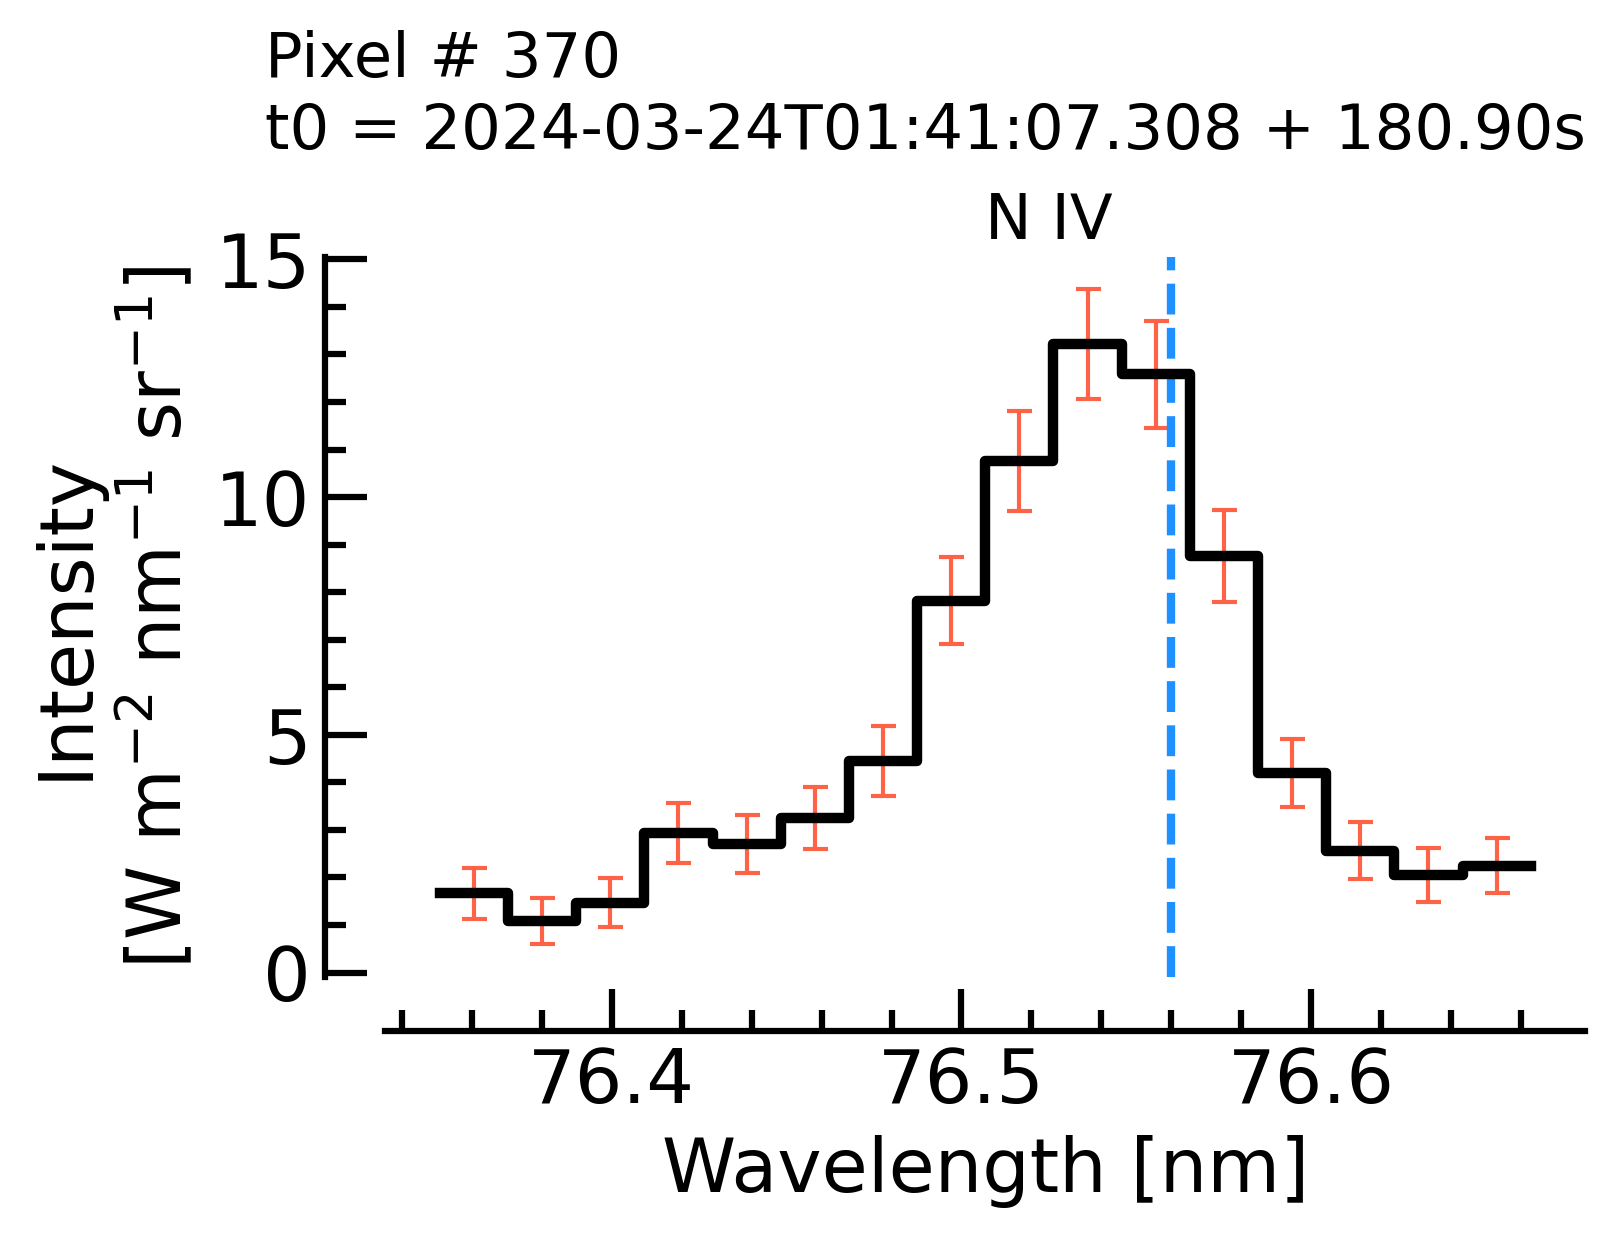 Pixel # 370
t0 = 2024-03-24T01:41:07.308 + 180.90s
N IV
15
10
5
0
Intensity
[W m⁻² nm⁻¹ sr⁻¹]
76.4 76.5 76.6
Wavelength [nm]